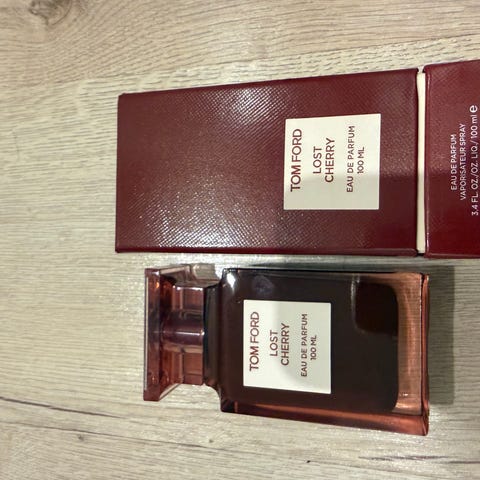 TOM FORD
LOST
CHERRY
EAU DE PARFUM
100 ML
EAU DE PARFUM
VAPORISATEUR SPRAY
3.4 FL. OZ/OZ. LIQ/100 ml e
TOM FORD
LOST
CHERRY
EAU DE PARFUM
100 ML